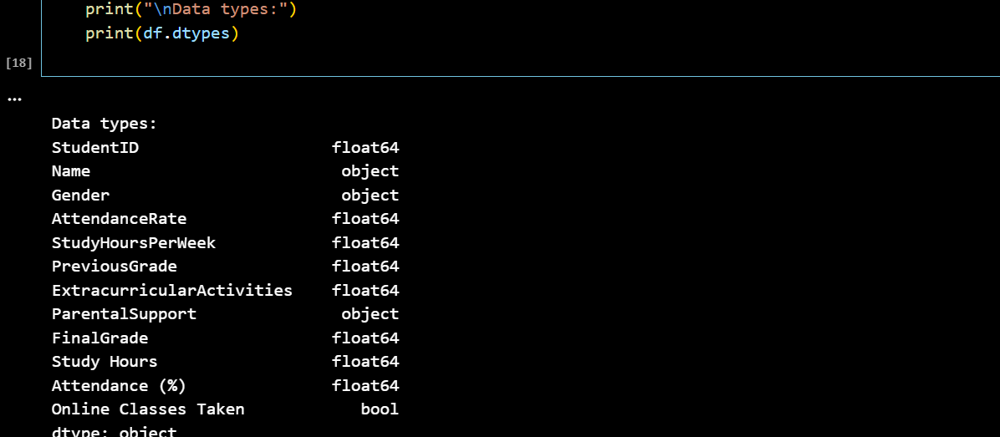 print("\nData types:")
print(df.dtypes)
[18]
...
Data types:
StudentID float64
Name object
Gender object
AttendanceRate float64
StudyHoursPerWeek float64
PreviousGrade float64
ExtracurricularActivities float64
ParentalSupport object
FinalGrade float64
Study Hours float64
Attendance (%) float64
Online Classes Taken bool
dtype: object